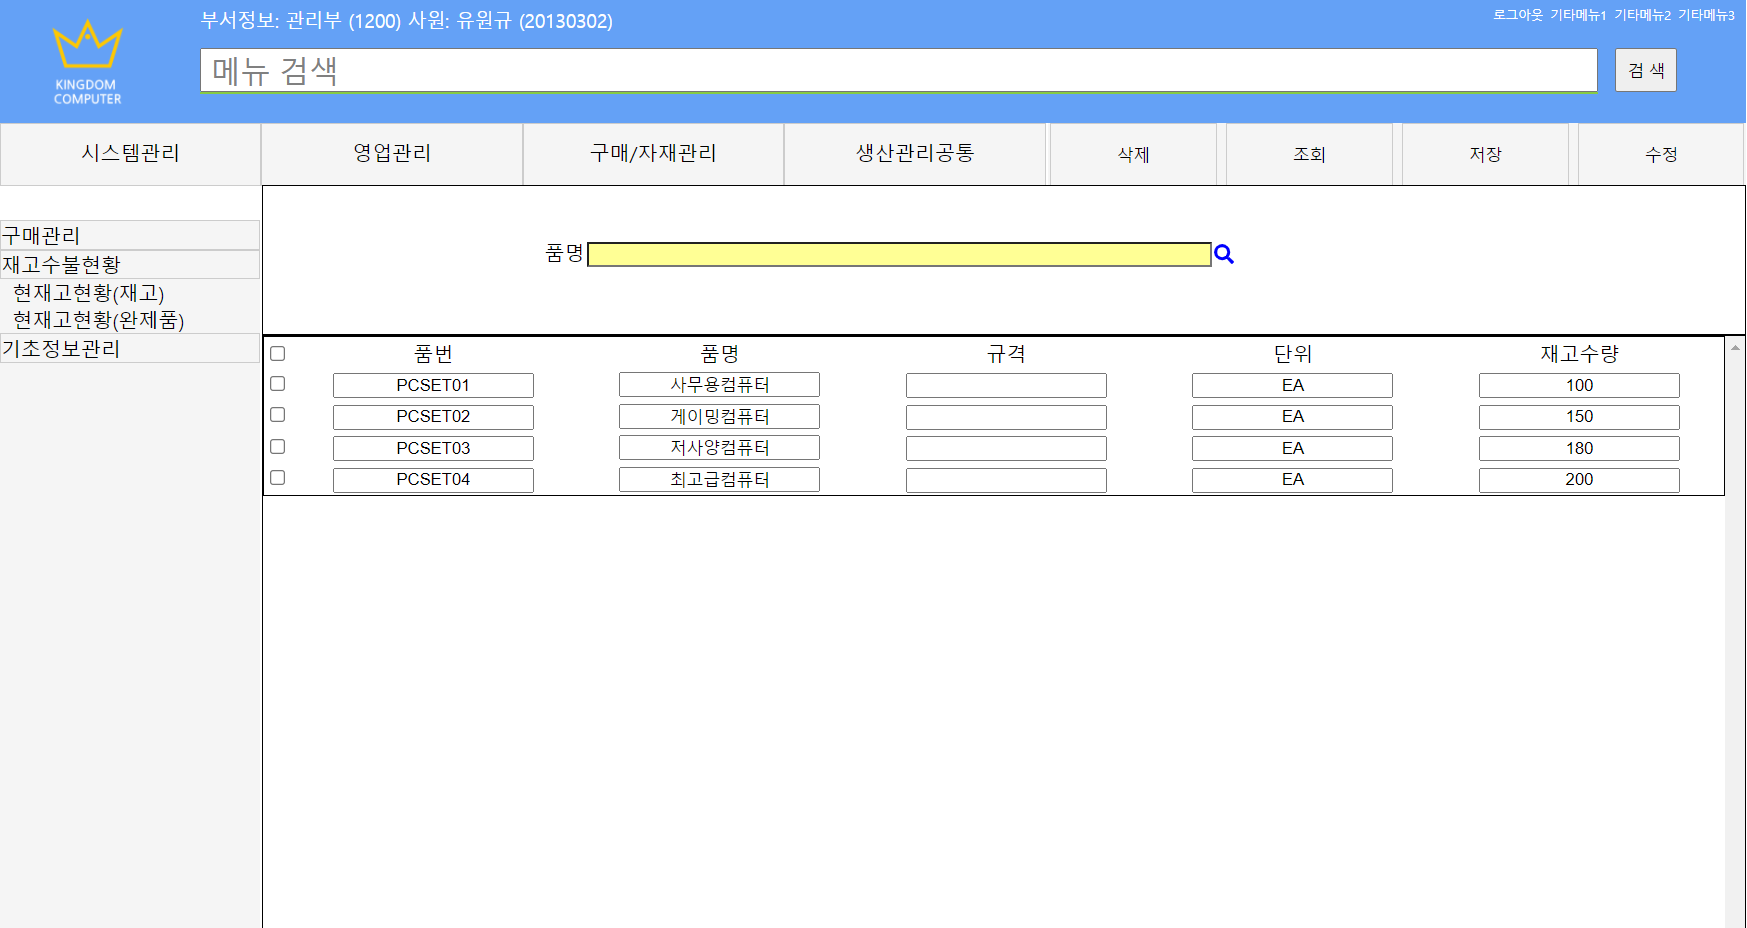 부서정보: 관리부 (1200) 사원: 유원규 (20130302)
로그아웃 기타메뉴1 기타메뉴2 기타메뉴3
KINGDOM
COMPUTER
메뉴 검색
검 색
시스템관리 영업관리 구매/자재관리 생산관리공통 삭제 조회 저장 수정
구매관리
재고수불현황
현재고현황(재고)
현재고현황(완제품)
기초정보관리
품명
품번 품명 규격 단위 재고수량
PCSET01 사무용컴퓨터 EA 100
PCSET02 게이밍컴퓨터 EA 150
PCSET03 저사양컴퓨터 EA 180
PCSET04 최고급컴퓨터 EA 200